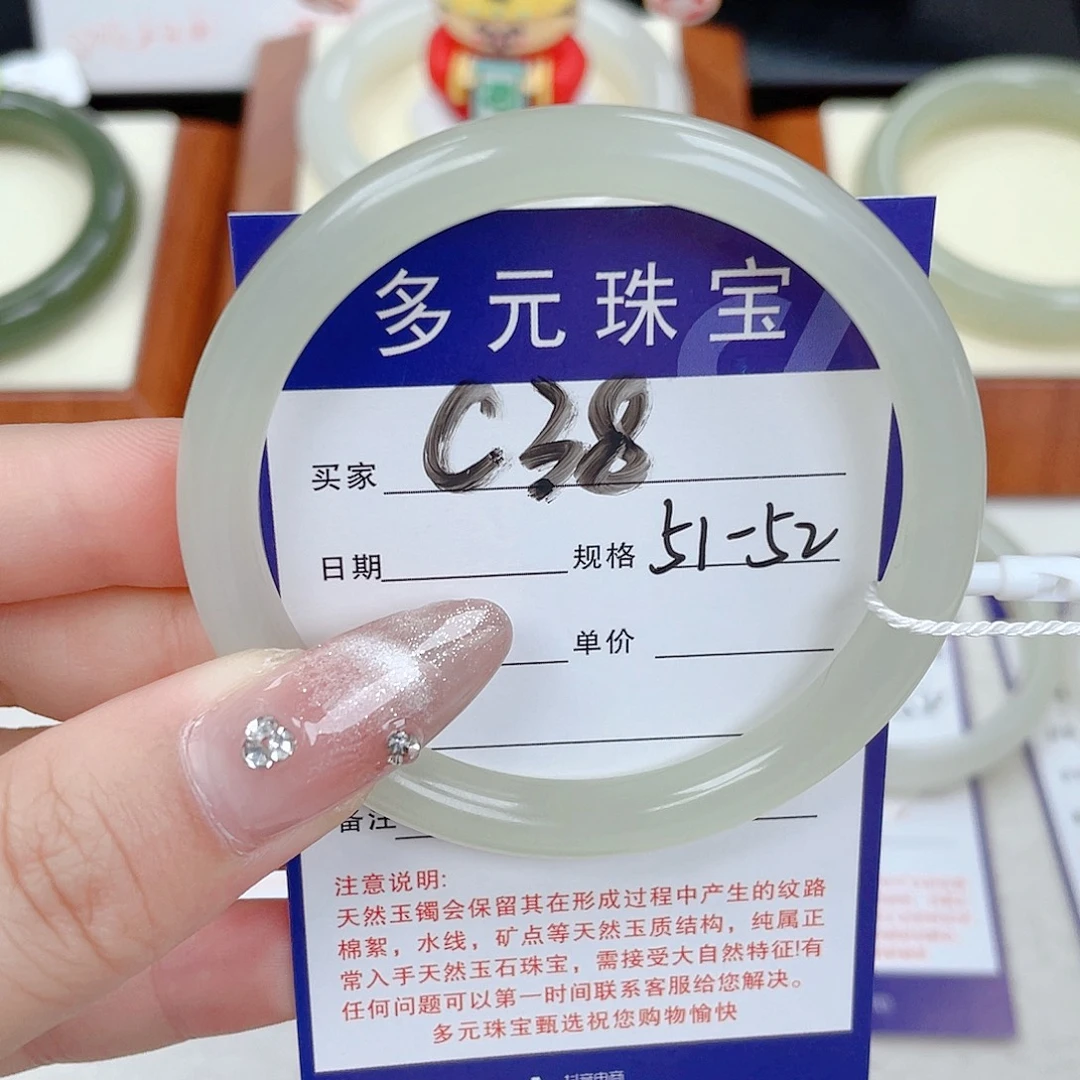 多元珠宝
买家 C38
日期 规格 51-52
单价
备注
注意说明:
天然玉镯会保留其在形成过程中产生的纹路
棉絮，水线，矿点等天然玉质结构，纯属正
常入手天然玉石珠宝，需接受大自然特征!有
任何问题可以第一时间联系客服给您解决。
多元珠宝甄选祝您购物愉快
抖音电商